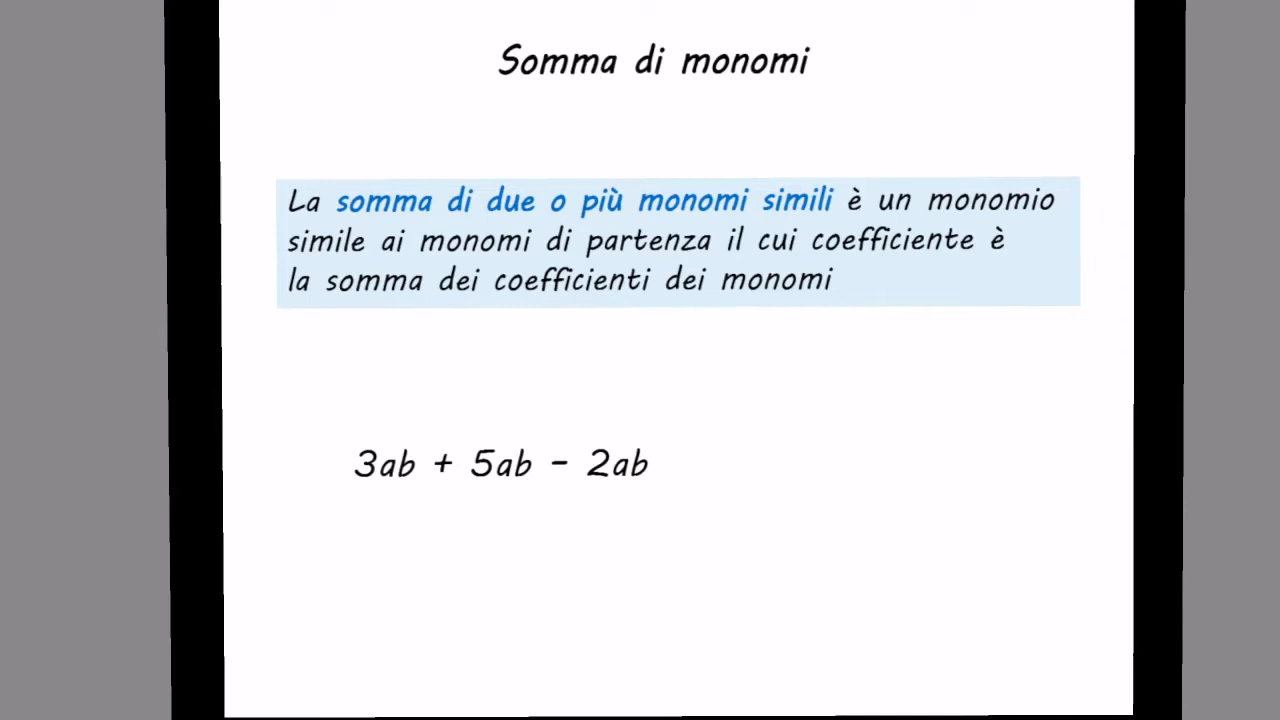 Somma di monomi
La somma di due o più monomi simili è un monomio
simile ai monomi di partenza il cui coefficiente è
la somma dei coefficienti dei monomi
3ab + 5ab - 2ab